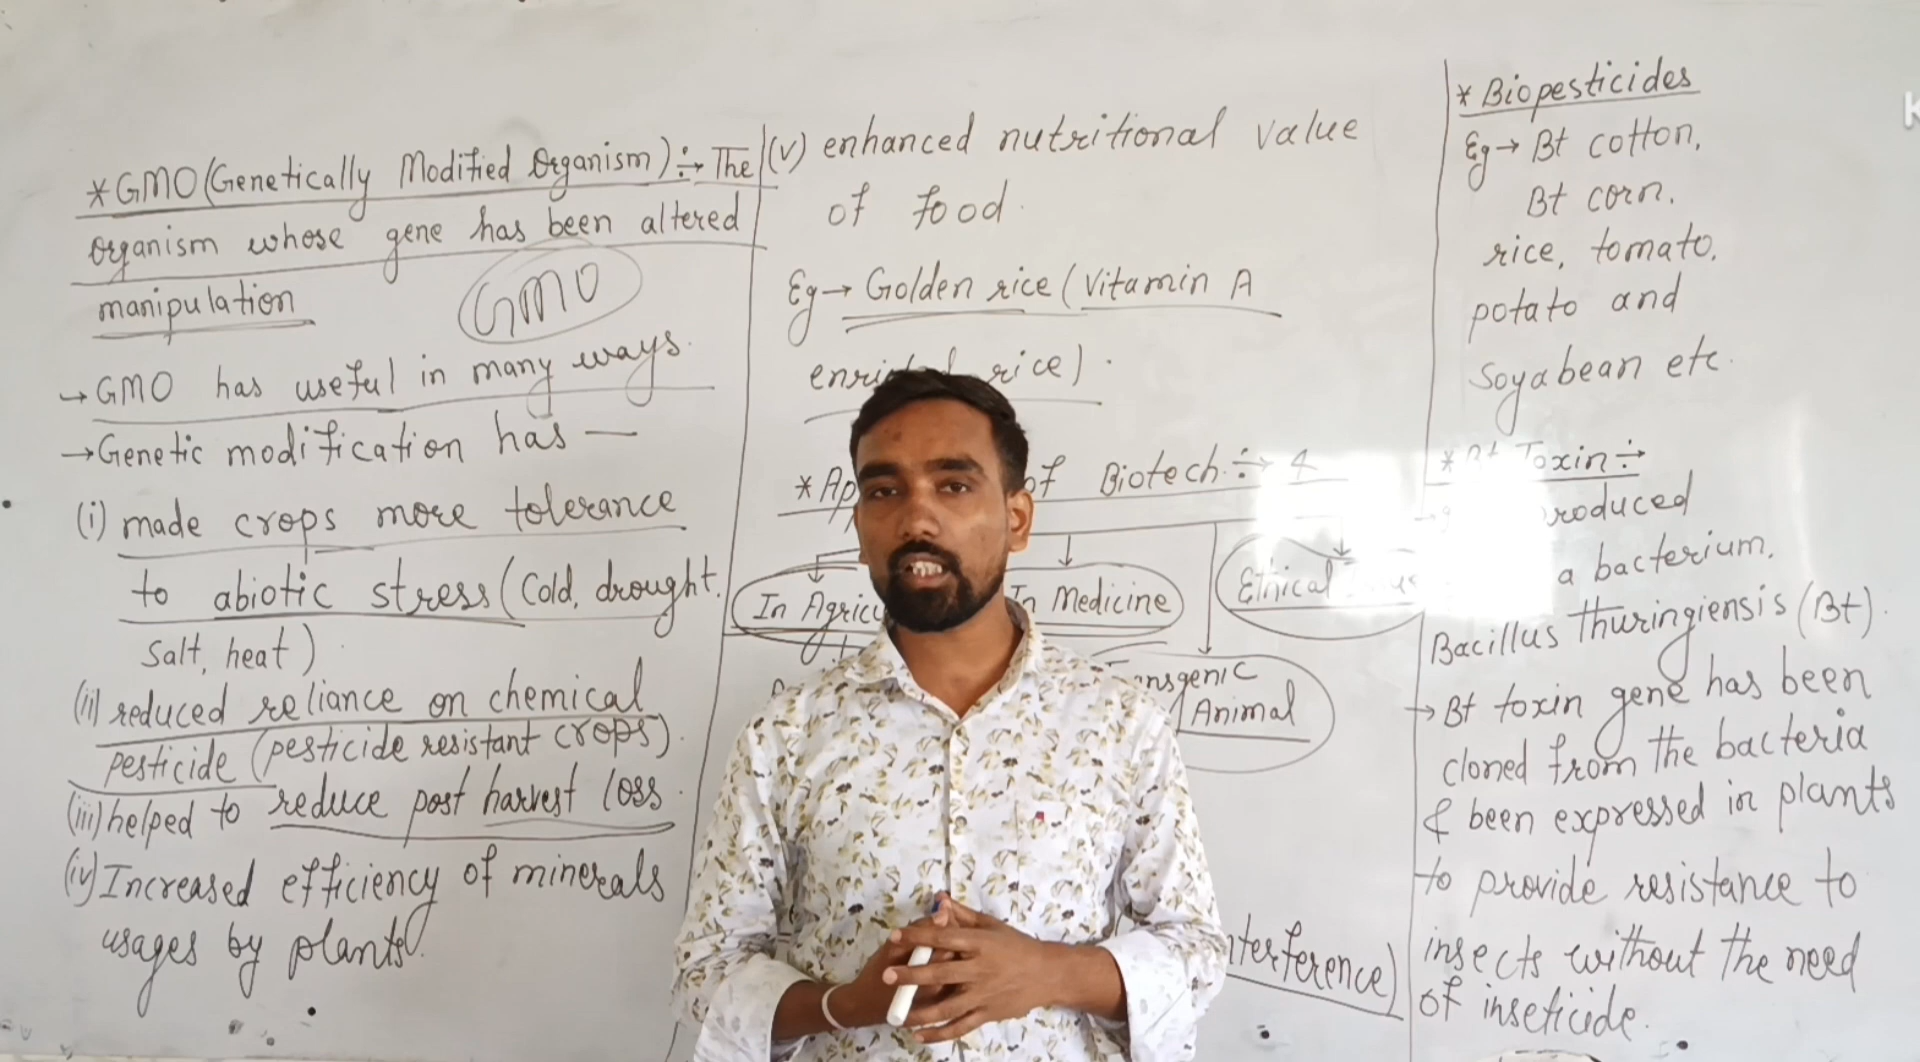 *GMO(Genetically Modified Organism):→ The
organism whose gene has been altered
manipulation
GMO
→GMO has useful in many ways.
→Genetic modification has —
(i) made crops more tolerance
to abiotic stress (Cold, drought,
Salt, heat)
(ii) reduced reliance on chemical
pesticide (pesticide resistant crops).
(iii) helped to reduce post harvest loss.
(iv) Increased efficiency of minerals
usages by plants.
(v) enhanced nutritional value
of food.
Eg→ Golden rice (Vitamin A
rice).
of Biotech:→ 4
In
In Medicine
Ethical
Animal
* Biopesticides
Eg→ Bt cotton,
Bt corn,
rice, tomato,
potato and
Soyabean etc.
* Bt Toxin:→
a bacterium,
Bacillus thuringiensis (Bt).
→ Bt toxin gene has been
cloned from the bacteria
& been expressed in plants
to provide resistance to
insects without the need
of inseticide.
K